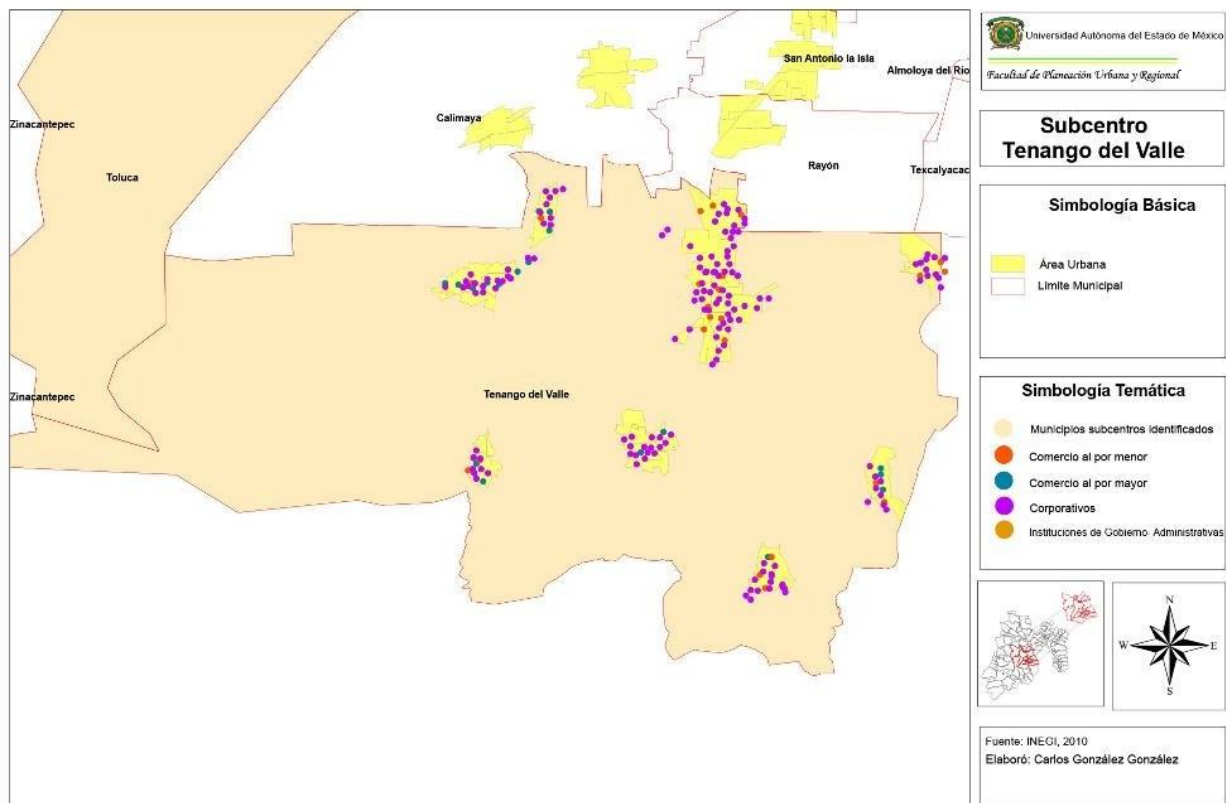 San Antonio la Isla
Almoloya del Río
Calimaya
Zinacantepec
Toluca
Rayón
Texcalyacac
Tenango del Valle
Zinacantepec
Universidad Autónoma del Estado de México
Facultad de Planeación Urbana y Regional
Subcentro
Tenango del Valle
Simbología Básica
Área Urbana
Limite Municipal
Simbología Temática
Municipios subcentros identificados
Comercio al por menor
Comercio al por mayor
Corporativos
Instituciones de Gobierno- Administrativas
N
W
E
S
Fuente: INEGI, 2010
Elaboró: Carlos González González